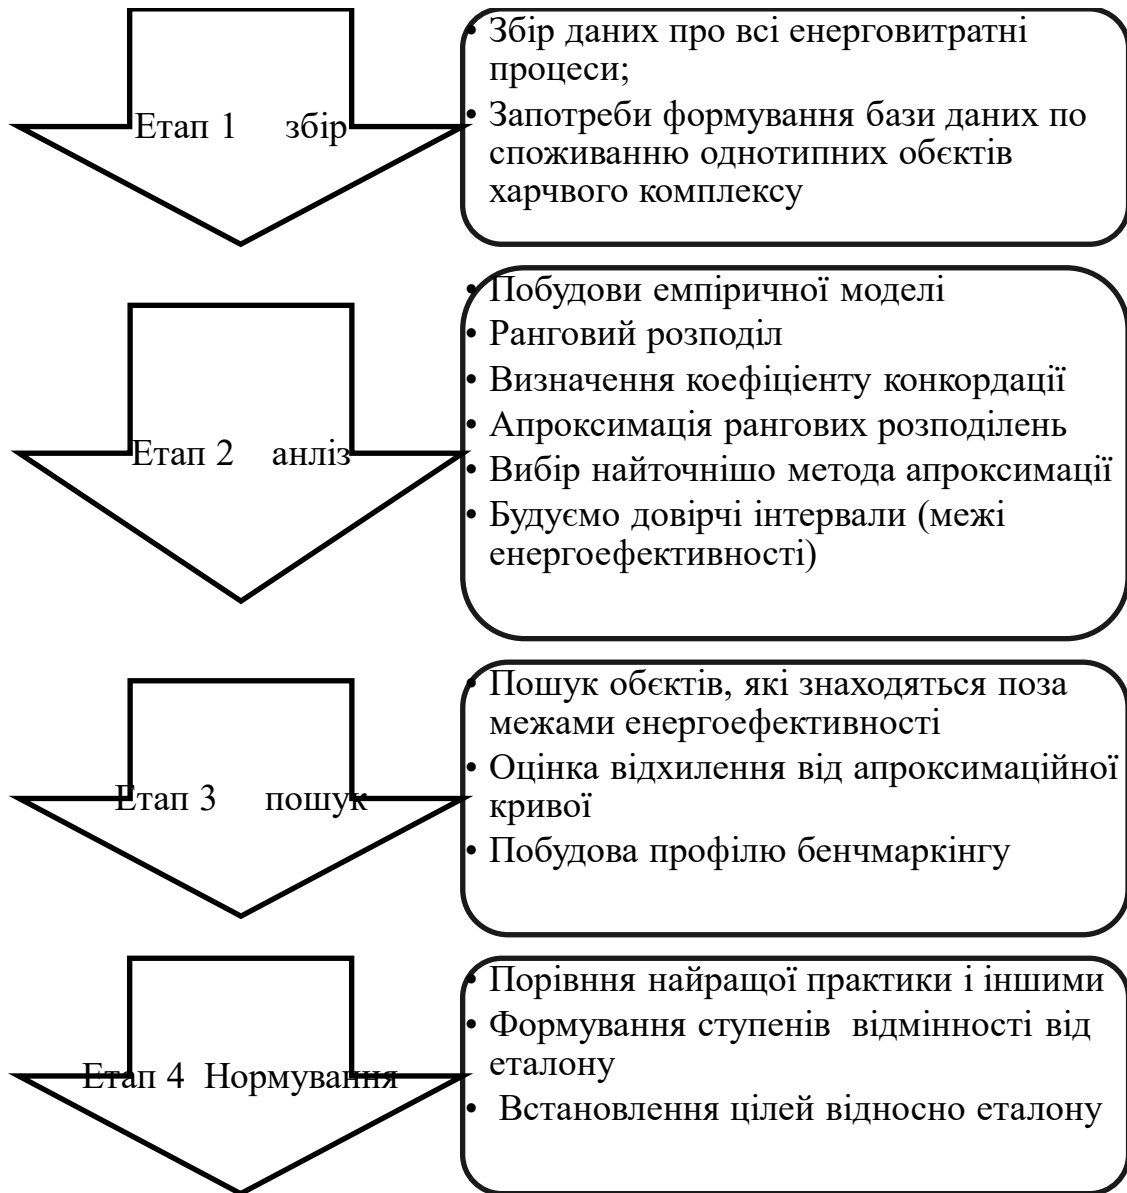 Етап 1 збір
• Збір даних про всі енерговитратні
процеси;
• Запотреби формування бази даних по
споживанню однотипних обєктів
харчвого комплексу
Етап 2 анліз
• Побудови емпіричної моделі
• Ранговий розподіл
• Визначення коефіціенту конкордації
• Апроксимація рангових розподілень
• Вибір найточнішо метода апроксимації
• Будуємо довірчі інтервали (межі
енергоефективності)
Етап 3 пошук
• Пошук обєктів, які знаходяться поза
межами енергоефективності
• Оцінка відхилення від апроксимаційної
кривої
• Побудова профілю бенчмаркінгу
Етап 4 Нормування
• Порівння найращої практики і іншими
• Формування ступенів відмінності від
еталону
• Встановлення цілей відносно еталону